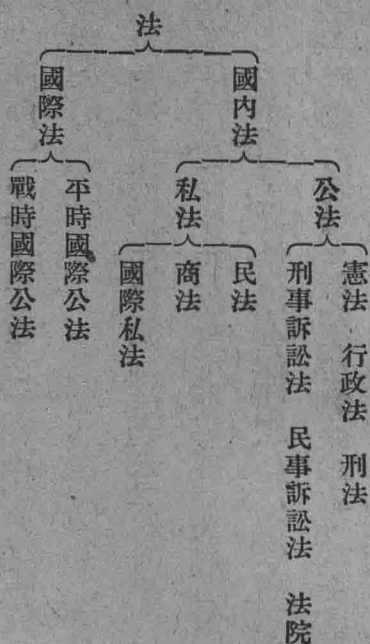 法
國內法
公法
憲法 行政法 刑法
刑事訴訟法 民事訴訟法 法院
私法
民法
商法
國際私法
國際法
平時國際公法
戰時國際公法